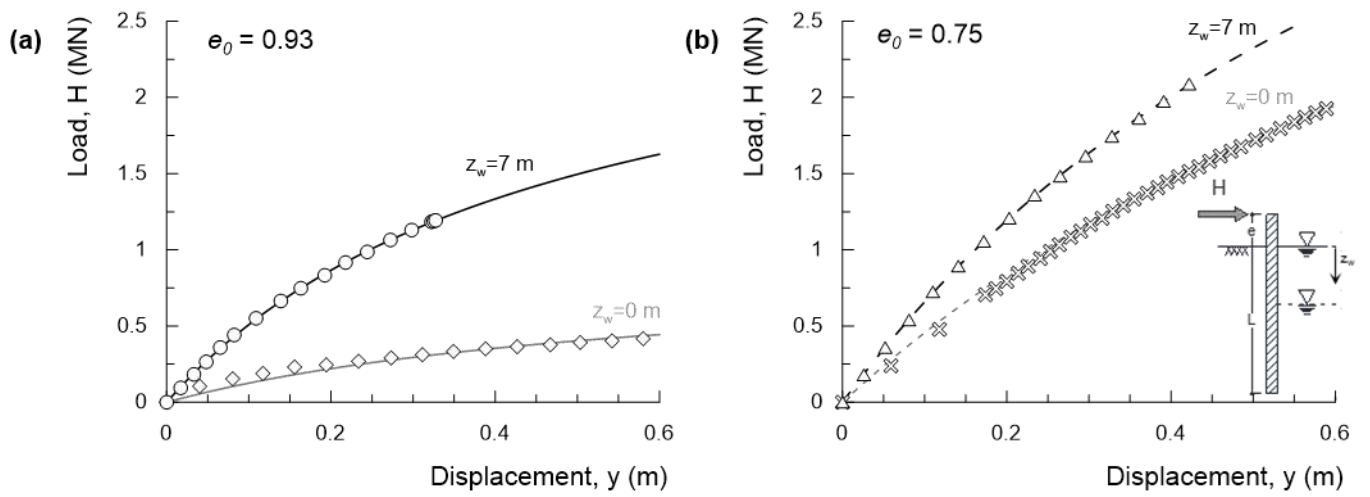 (a)
e0 = 0.93
Load, H (MN)
2.5
2
1.5
1
0.5
0
zw=7 m
zw=0 m
0
0.2
0.4
0.6
Displacement, y (m)
(b)
e0 = 0.75
Load, H (MN)
2.5
2
1.5
1
0.5
0
zw=7 m
zw=0 m
H
e
zw
L
0
0.2
0.4
0.6
Displacement, y (m)